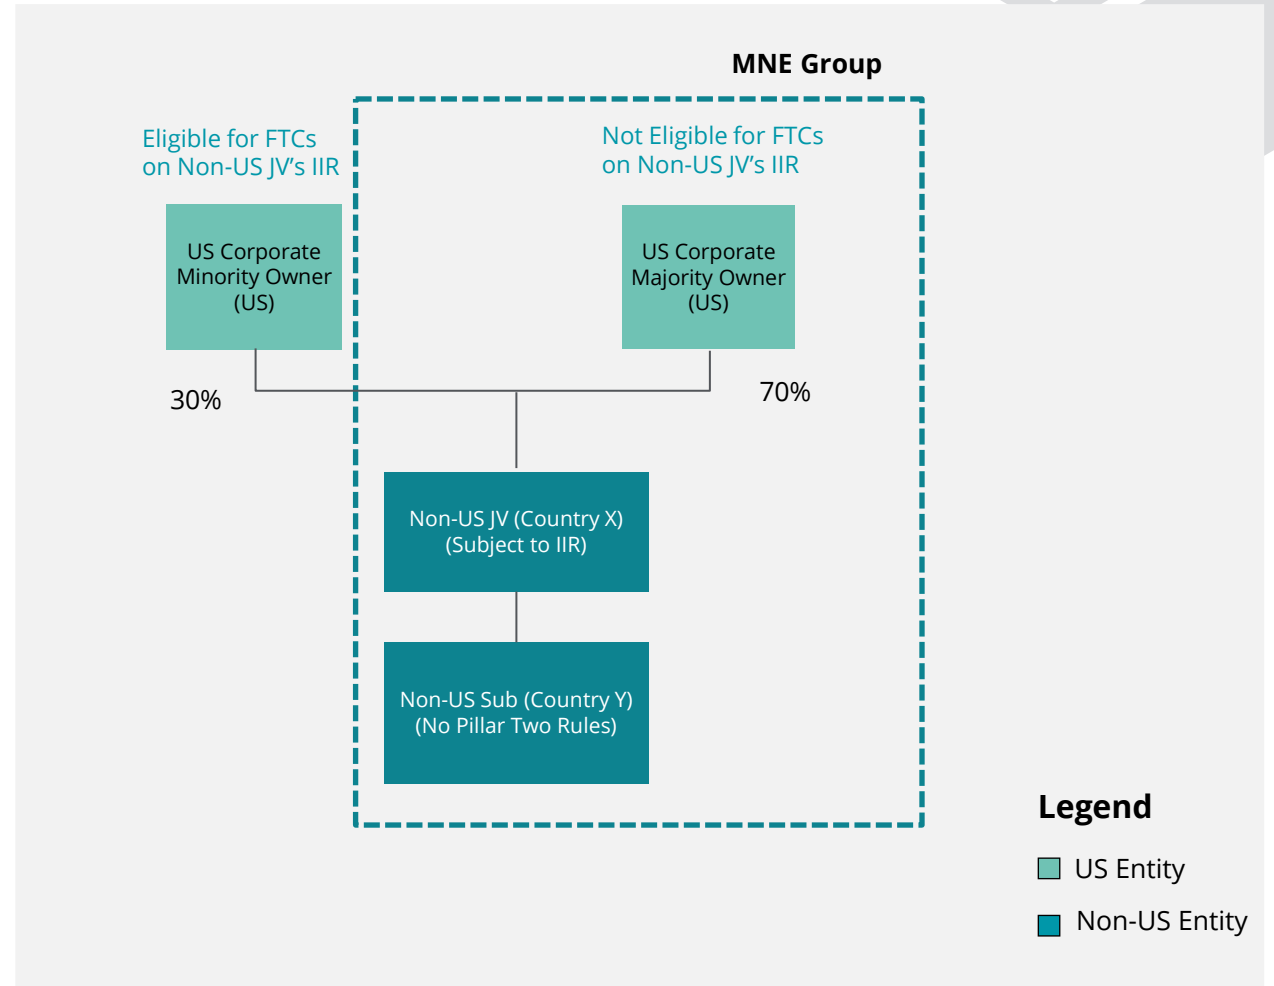 MNE Group
Eligible for FTCs
on Non-US JV's IIR
Not Eligible for FTCs
on Non-US JV's IIR
US Corporate
Minority Owner
(US)
US Corporate
Majority Owner
(US)
30%
70%
Non-US JV (Country X)
(Subject to IIR)
Non-US Sub (Country Y)
(No Pillar Two Rules)
Legend
US Entity
Non-US Entity